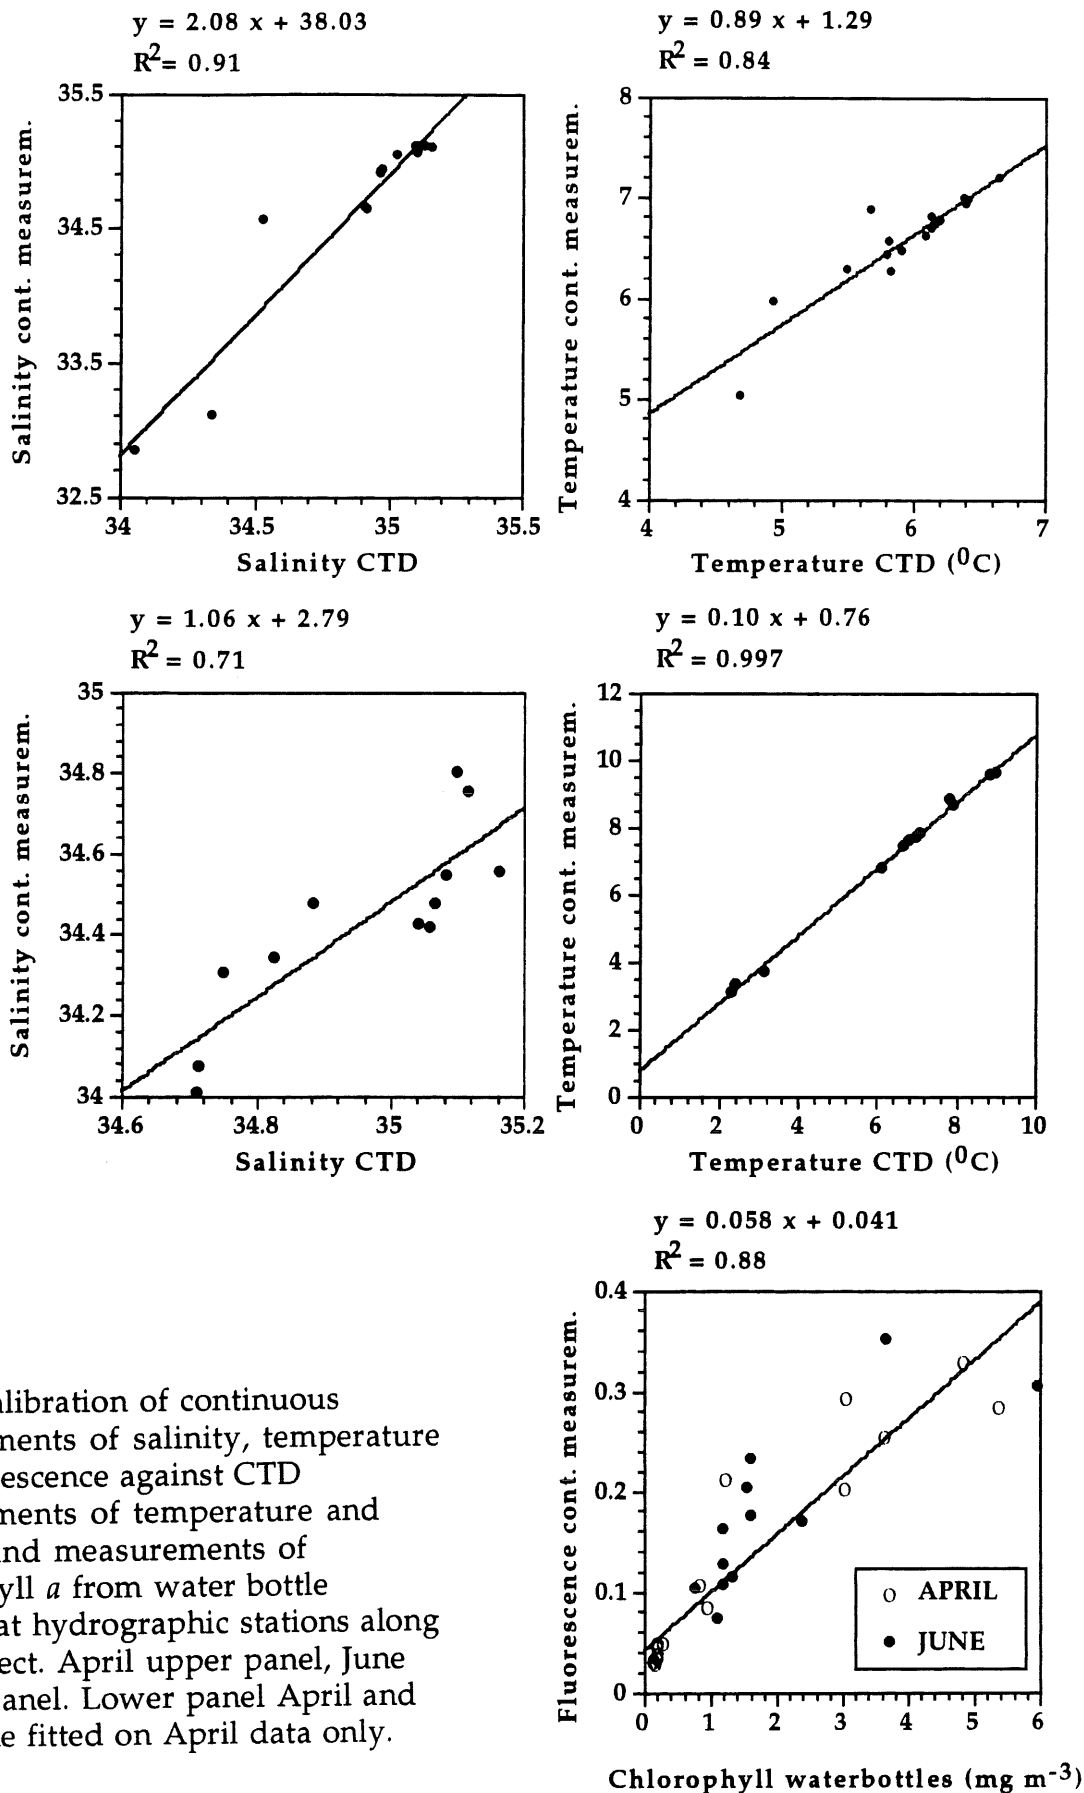 y = 2.08 x + 38.03
R2= 0.91
35.5
34.5
33.5
32.5
34
34.5
35
35.5
Salinity cont. measurem.
Salinity CTD
y = 0.89 x + 1.29
R2 = 0.84
8
7
6
5
4
4
5
6
7
Temperature cont. measurem.
Temperature CTD (0C)
y = 1.06 x + 2.79
R2 = 0.71
35
34.8
34.6
34.4
34.2
34
34.6
34.8
35
35.2
Salinity cont. measurem.
Salinity CTD
y = 0.10 x + 0.76
R2 = 0.997
12
10
8
6
4
2
0
0
2
4
6
8
10
Temperature cont. measurem.
Temperature CTD (0C)
y = 0.058 x + 0.041
R2 = 0.88
0.4
0.3
0.2
0.1
0
0
1
2
3
4
5
6
Fluorescence cont. measurem.
APRIL
JUNE
Chlorophyll waterbottles (mg m-3)
alibration of continuous
ments of salinity, temperature
escence against CTD
ments of temperature and
and measurements of
yll a from water bottle
at hydrographic stations along
ect. April upper panel, June
anel. Lower panel April and
e fitted on April data only.